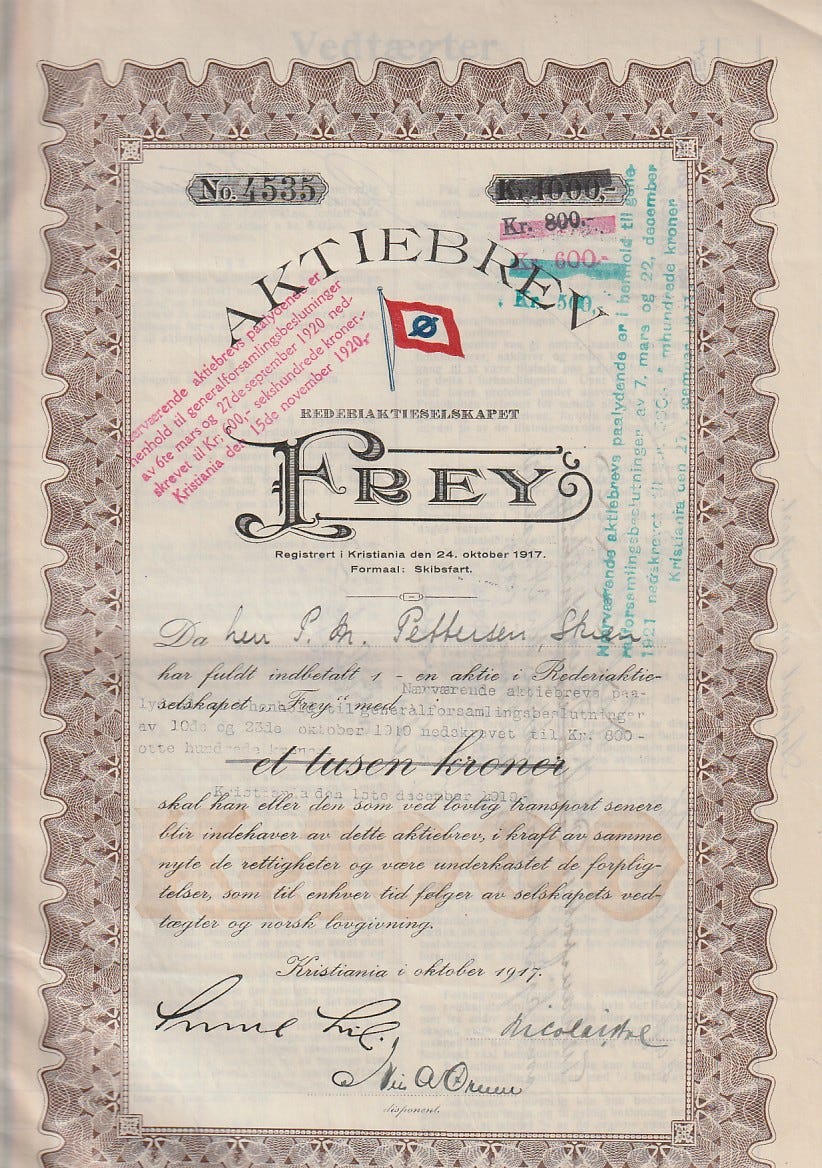 Vedtægter
No. 4535
Kr. 1000,-
Kr. 800.-
Kr. 600.-
Kr. 500,
AKTIEBREV
Nærværende aktiebrevs paalydende er
i henhold til generalforsamlingsbeslutninger
av 6te mars og 27de september 1920 ned-
skrevet til Kr. 600,- sekshundrede kroner.-
Kristiania den 15de november 1920,-
Nærværende aktiebrevs paalydende er i henhold til gene-
ralforsamlingsbeslutninger av 7. mars og 22. december
1921 nedskrevet til kroner
Kristiania den 27.
REDERIAKTIESELSKAPET
FREY
Registrert i Kristiania den 24. oktober 1917.
Formaal: Skibsfart.
Da herr P. M. Pettersen, Skien
har fuldt indbetalt 1 - en aktie i Rederiaktie-
Nærværende aktiebrevs paa-
selskapet "Frey" med
henhold til generalforsamlingsbeslutninger
av 10de og 23de oktober 1919 nedskrevet til Kr. 800-
otte hundrede kroner
et tusen kroner
Kristiania den 1ste december 1919.-
skal han eller den som ved lovlig transport senere
blir indehaver av dette aktiebrev, i kraft av samme
nyte de rettigheter og være underkastet de forplig-
telser, som til enhver tid følger av selskapets ved-
tægter og norsk lovgivning.
Kristiania i oktober 1917.
disponent.